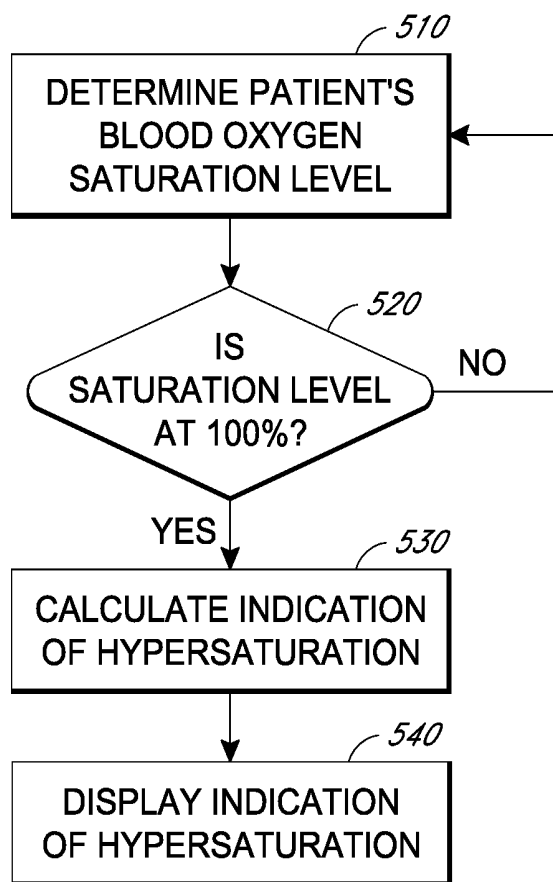 510
DETERMINE PATIENT'S
BLOOD OXYGEN
SATURATION LEVEL
520
IS
SATURATION LEVEL
AT 100%?
NO
YES
530
CALCULATE INDICATION
OF HYPERSATURATION
540
DISPLAY INDICATION
OF HYPERSATURATION